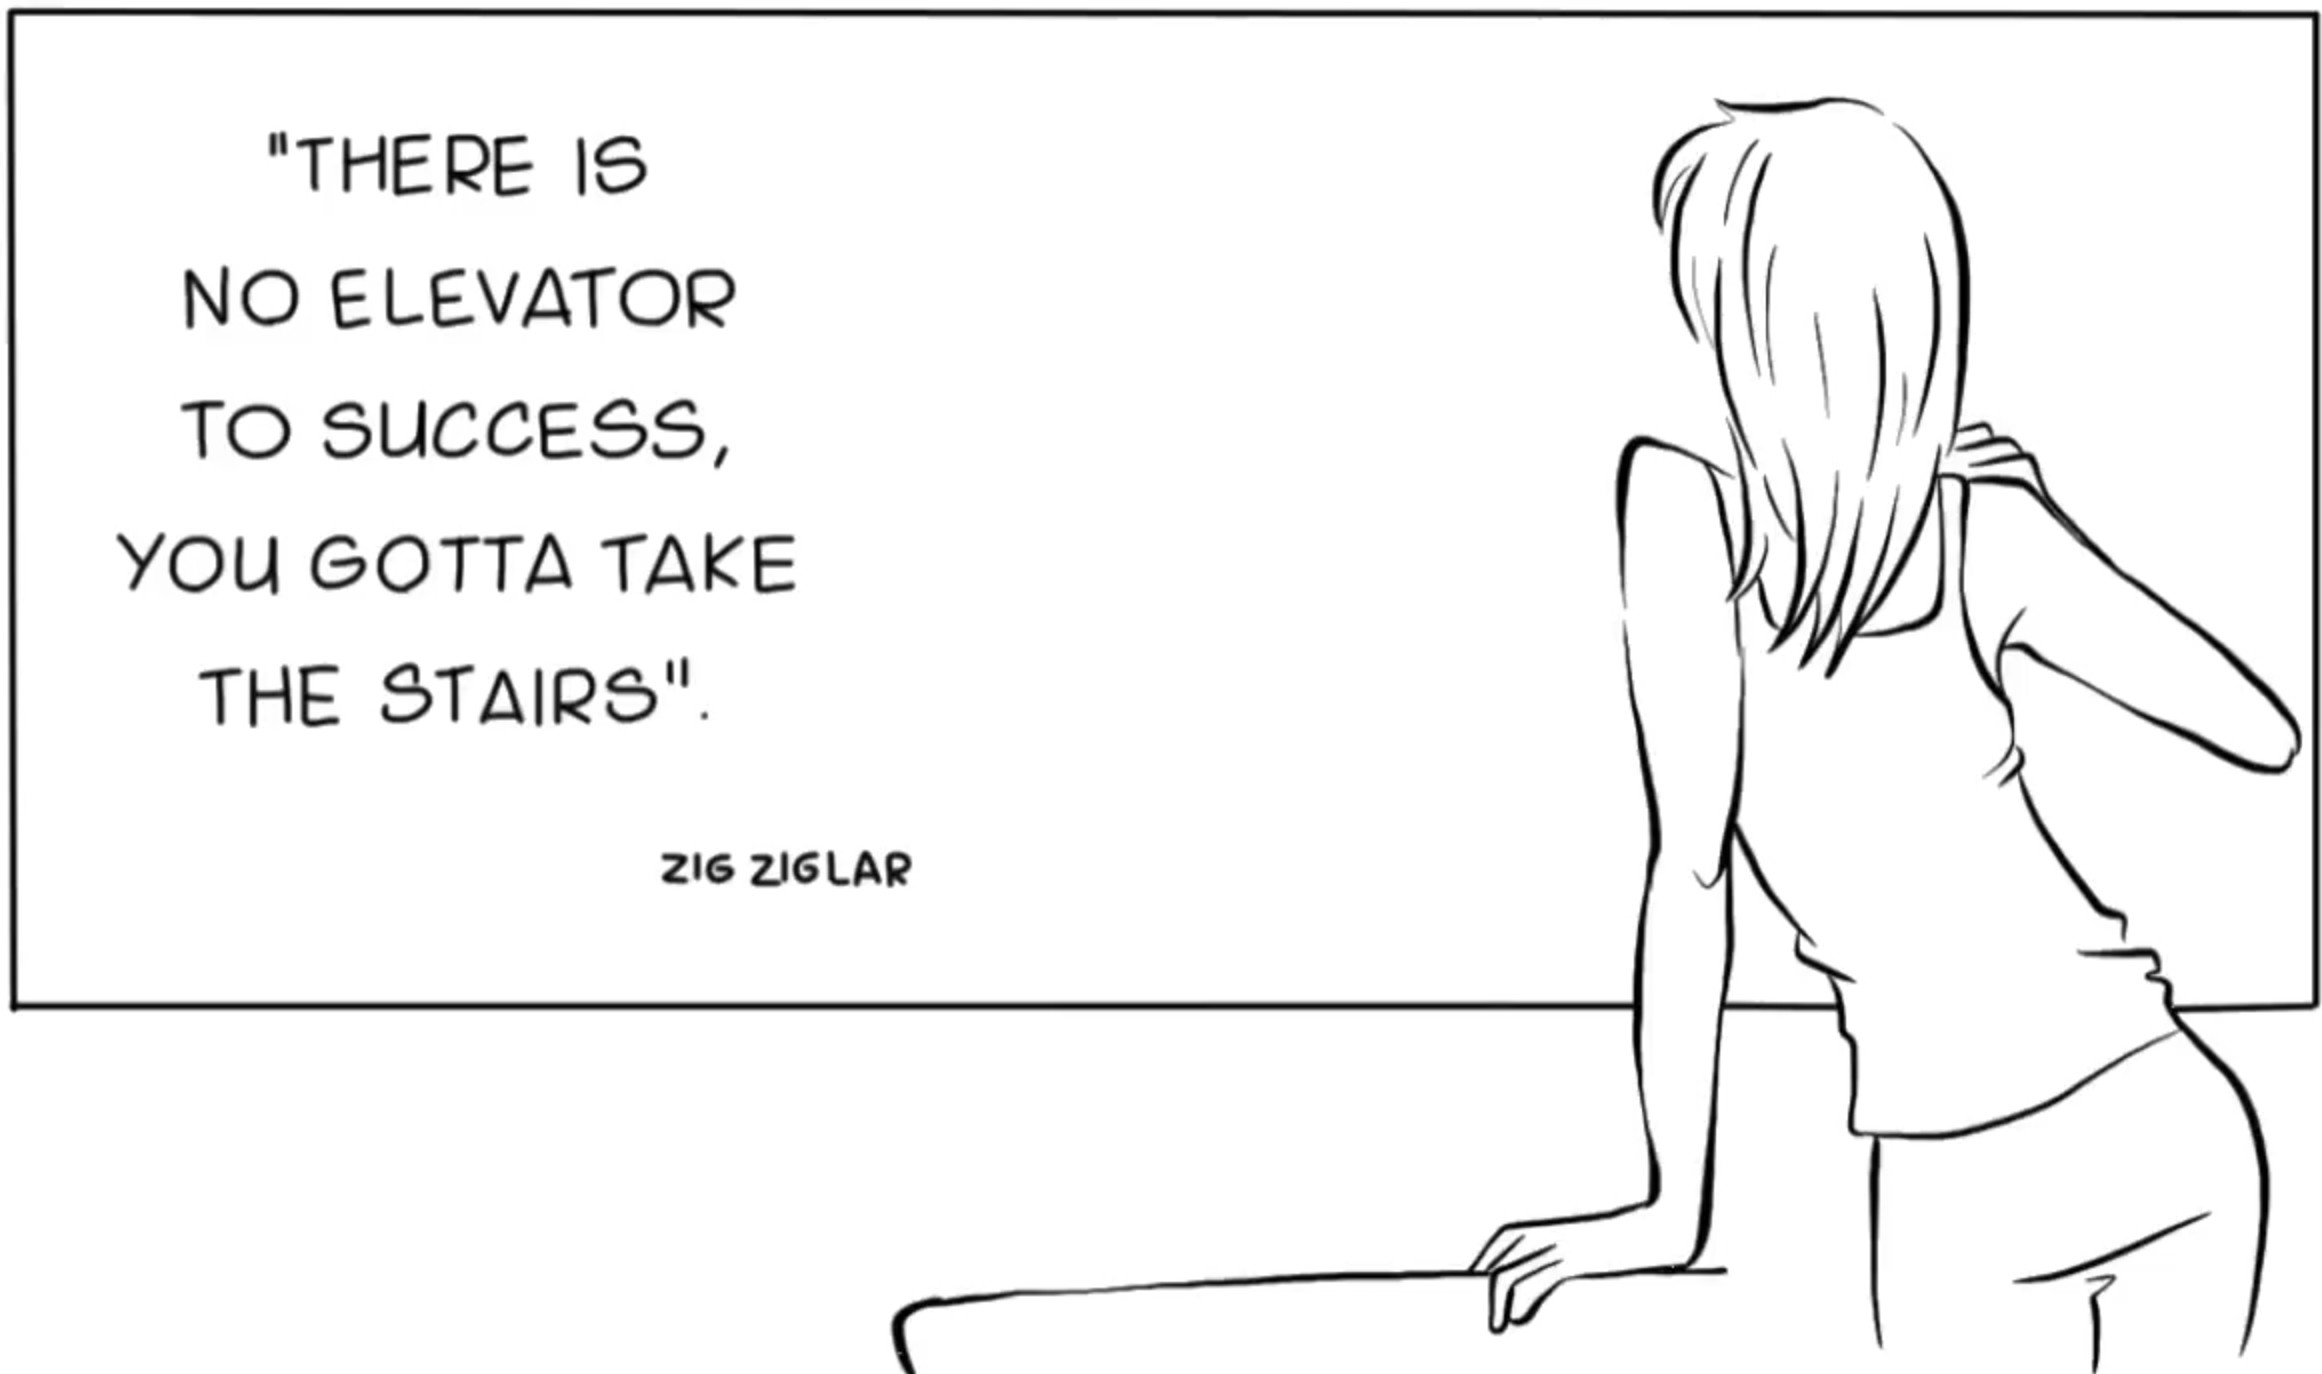 "THERE IS
NO ELEVATOR
TO SUCCESS,
YOU GOTTA TAKE
THE STAIRS".
ZIG ZIGLAR